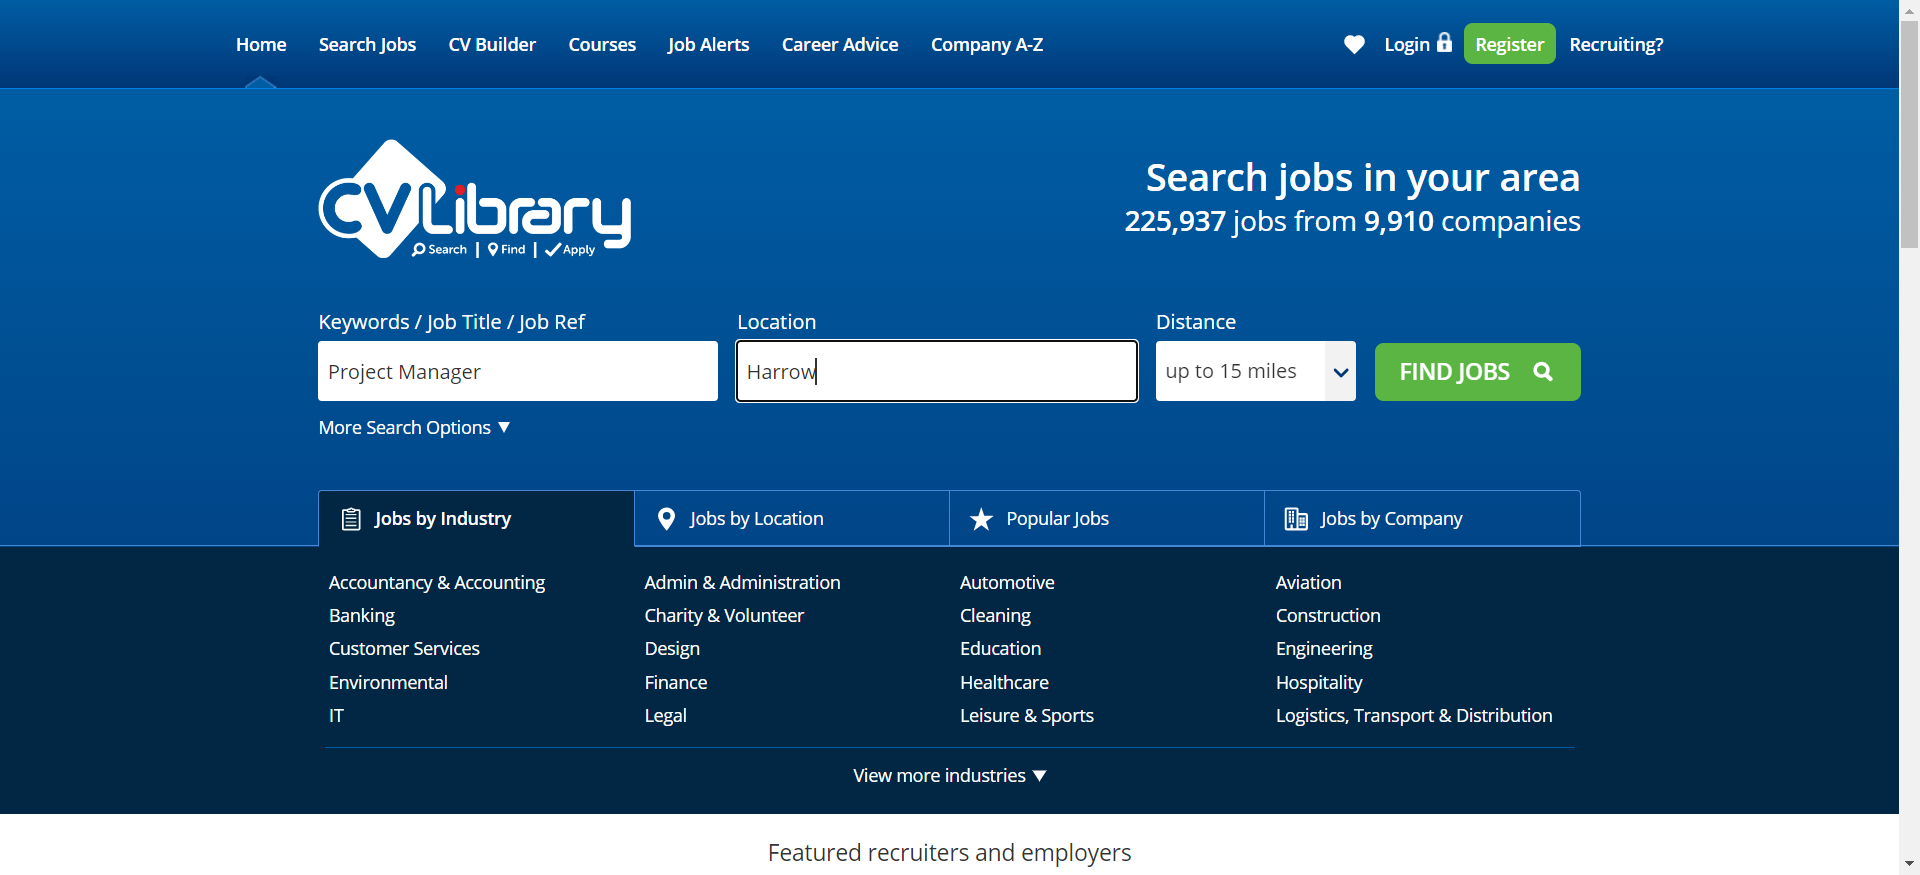 Home Search Jobs CV Builder Courses Job Alerts Career Advice Company A-Z Login Register Recruiting?
CV Library
Search | Find | Apply
Search jobs in your area
225,937 jobs from 9,910 companies
Keywords / Job Title / Job Ref Location Distance
Project Manager Harrow up to 15 miles FIND JOBS
More Search Options
Jobs by Industry Jobs by Location Popular Jobs Jobs by Company
Accountancy & Accounting Admin & Administration Automotive Aviation
Banking Charity & Volunteer Cleaning Construction
Customer Services Design Education Engineering
Environmental Finance Healthcare Hospitality
IT Legal Leisure & Sports Logistics, Transport & Distribution
View more industries
Featured recruiters and employers